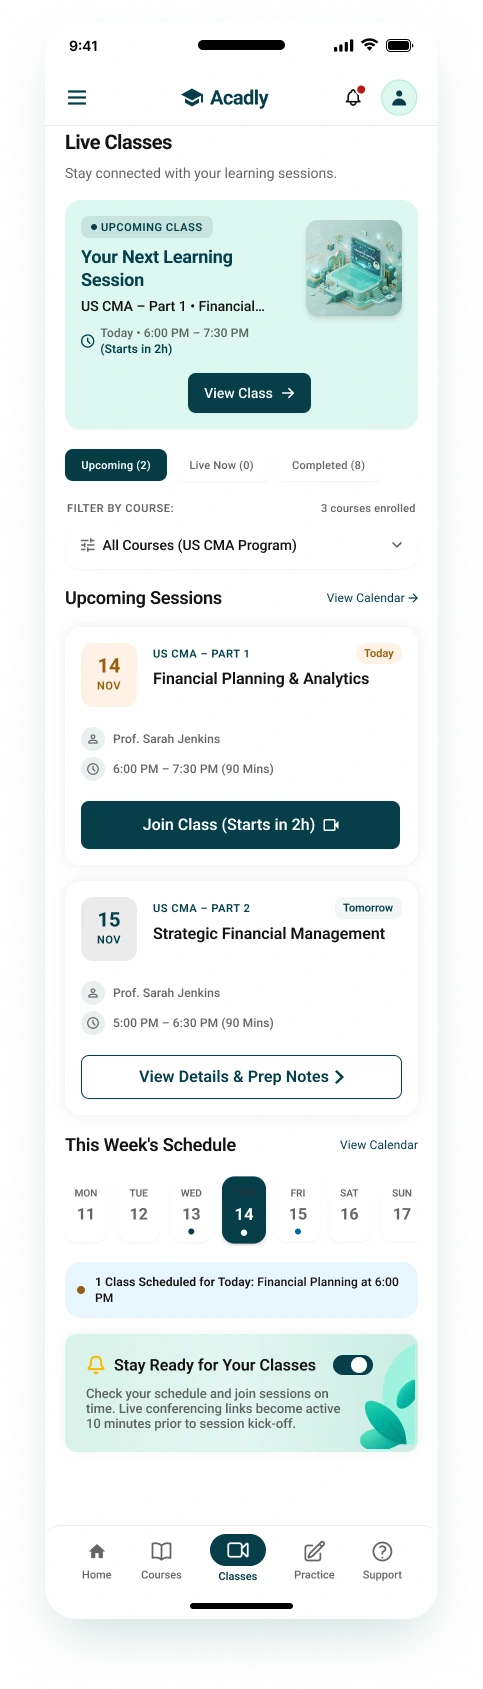 9:41
Acadly
Live Classes
Stay connected with your learning sessions.
UPCOMING CLASS
Your Next Learning
Session
US CMA – Part 1 • Financial...
Today • 6:00 PM – 7:30 PM
(Starts in 2h)
View Class →
Upcoming (2)
Live Now (0)
Completed (8)
FILTER BY COURSE:
3 courses enrolled
All Courses (US CMA Program)
Upcoming Sessions
View Calendar →
14
NOV
US CMA – PART 1
Today
Financial Planning & Analytics
Prof. Sarah Jenkins
6:00 PM – 7:30 PM (90 Mins)
Join Class (Starts in 2h)
15
NOV
US CMA – PART 2
Tomorrow
Strategic Financial Management
Prof. Sarah Jenkins
5:00 PM – 6:30 PM (90 Mins)
View Details & Prep Notes
This Week's Schedule
View Calendar
MON
11
TUE
12
WED
13
14
FRI
15
SAT
16
SUN
17
1 Class Scheduled for Today: Financial Planning at 6:00
PM
Stay Ready for Your Classes
Check your schedule and join sessions on
time. Live conferencing links become active
10 minutes prior to session kick-off.
Home
Courses
Classes
Practice
Support